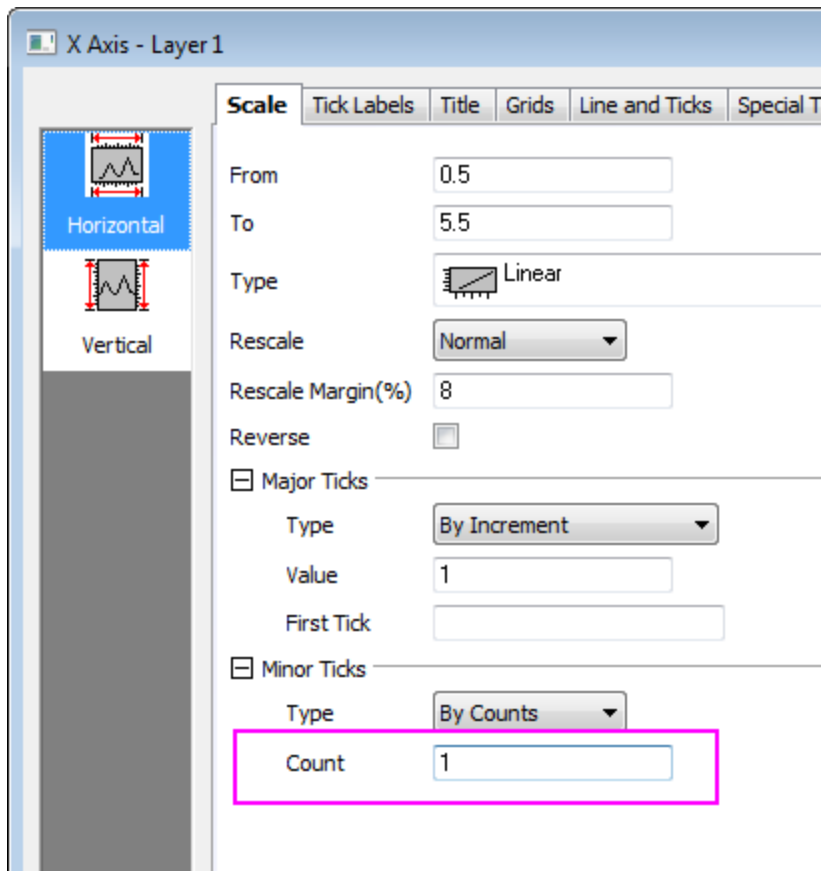 X Axis - Layer 1
Scale Tick Labels Title Grids Line and Ticks Special T
Horizontal
Vertical
From 0.5
To 5.5
Type Linear
Rescale Normal
Rescale Margin(%) 8
Reverse
Major Ticks
Type By Increment
Value 1
First Tick
Minor Ticks
Type By Counts
Count 1